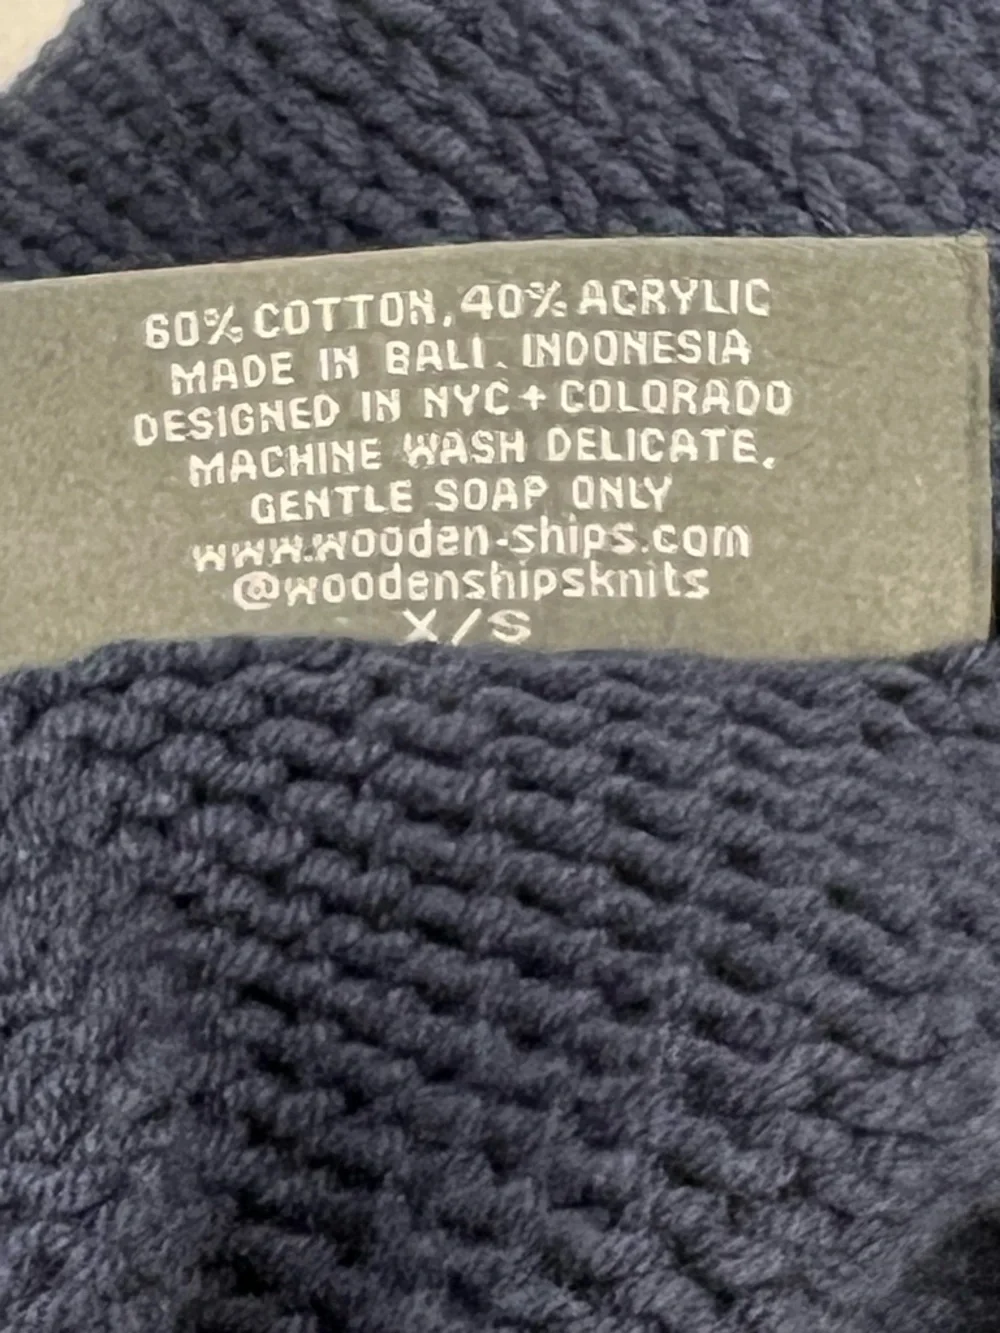 60% COTTON, 40% ACRYLIC
MADE IN BALI, INDONESIA
DESIGNED IN NYC + COLORADO
MACHINE WASH DELICATE.
GENTLE SOAP ONLY
www.wooden-ships.com
@woodenshipsknits
X/S